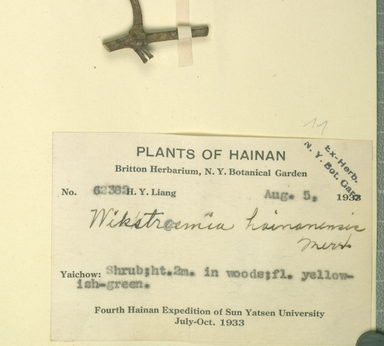 PLANTS OF HAINAN
Britton Herbarium, N. Y. Botanical Garden
Ex-Herb.
N. Y. Bot. Gard.
No. 62382 H. Y. Liang Aug. 5, 1933
Wikstroemia hainanensis
Merr.
Yaichow: Shrub;ht.2m. in woods;fl. yellow-
ish-green.
Fourth Hainan Expedition of Sun Yatsen University
July-Oct. 1933